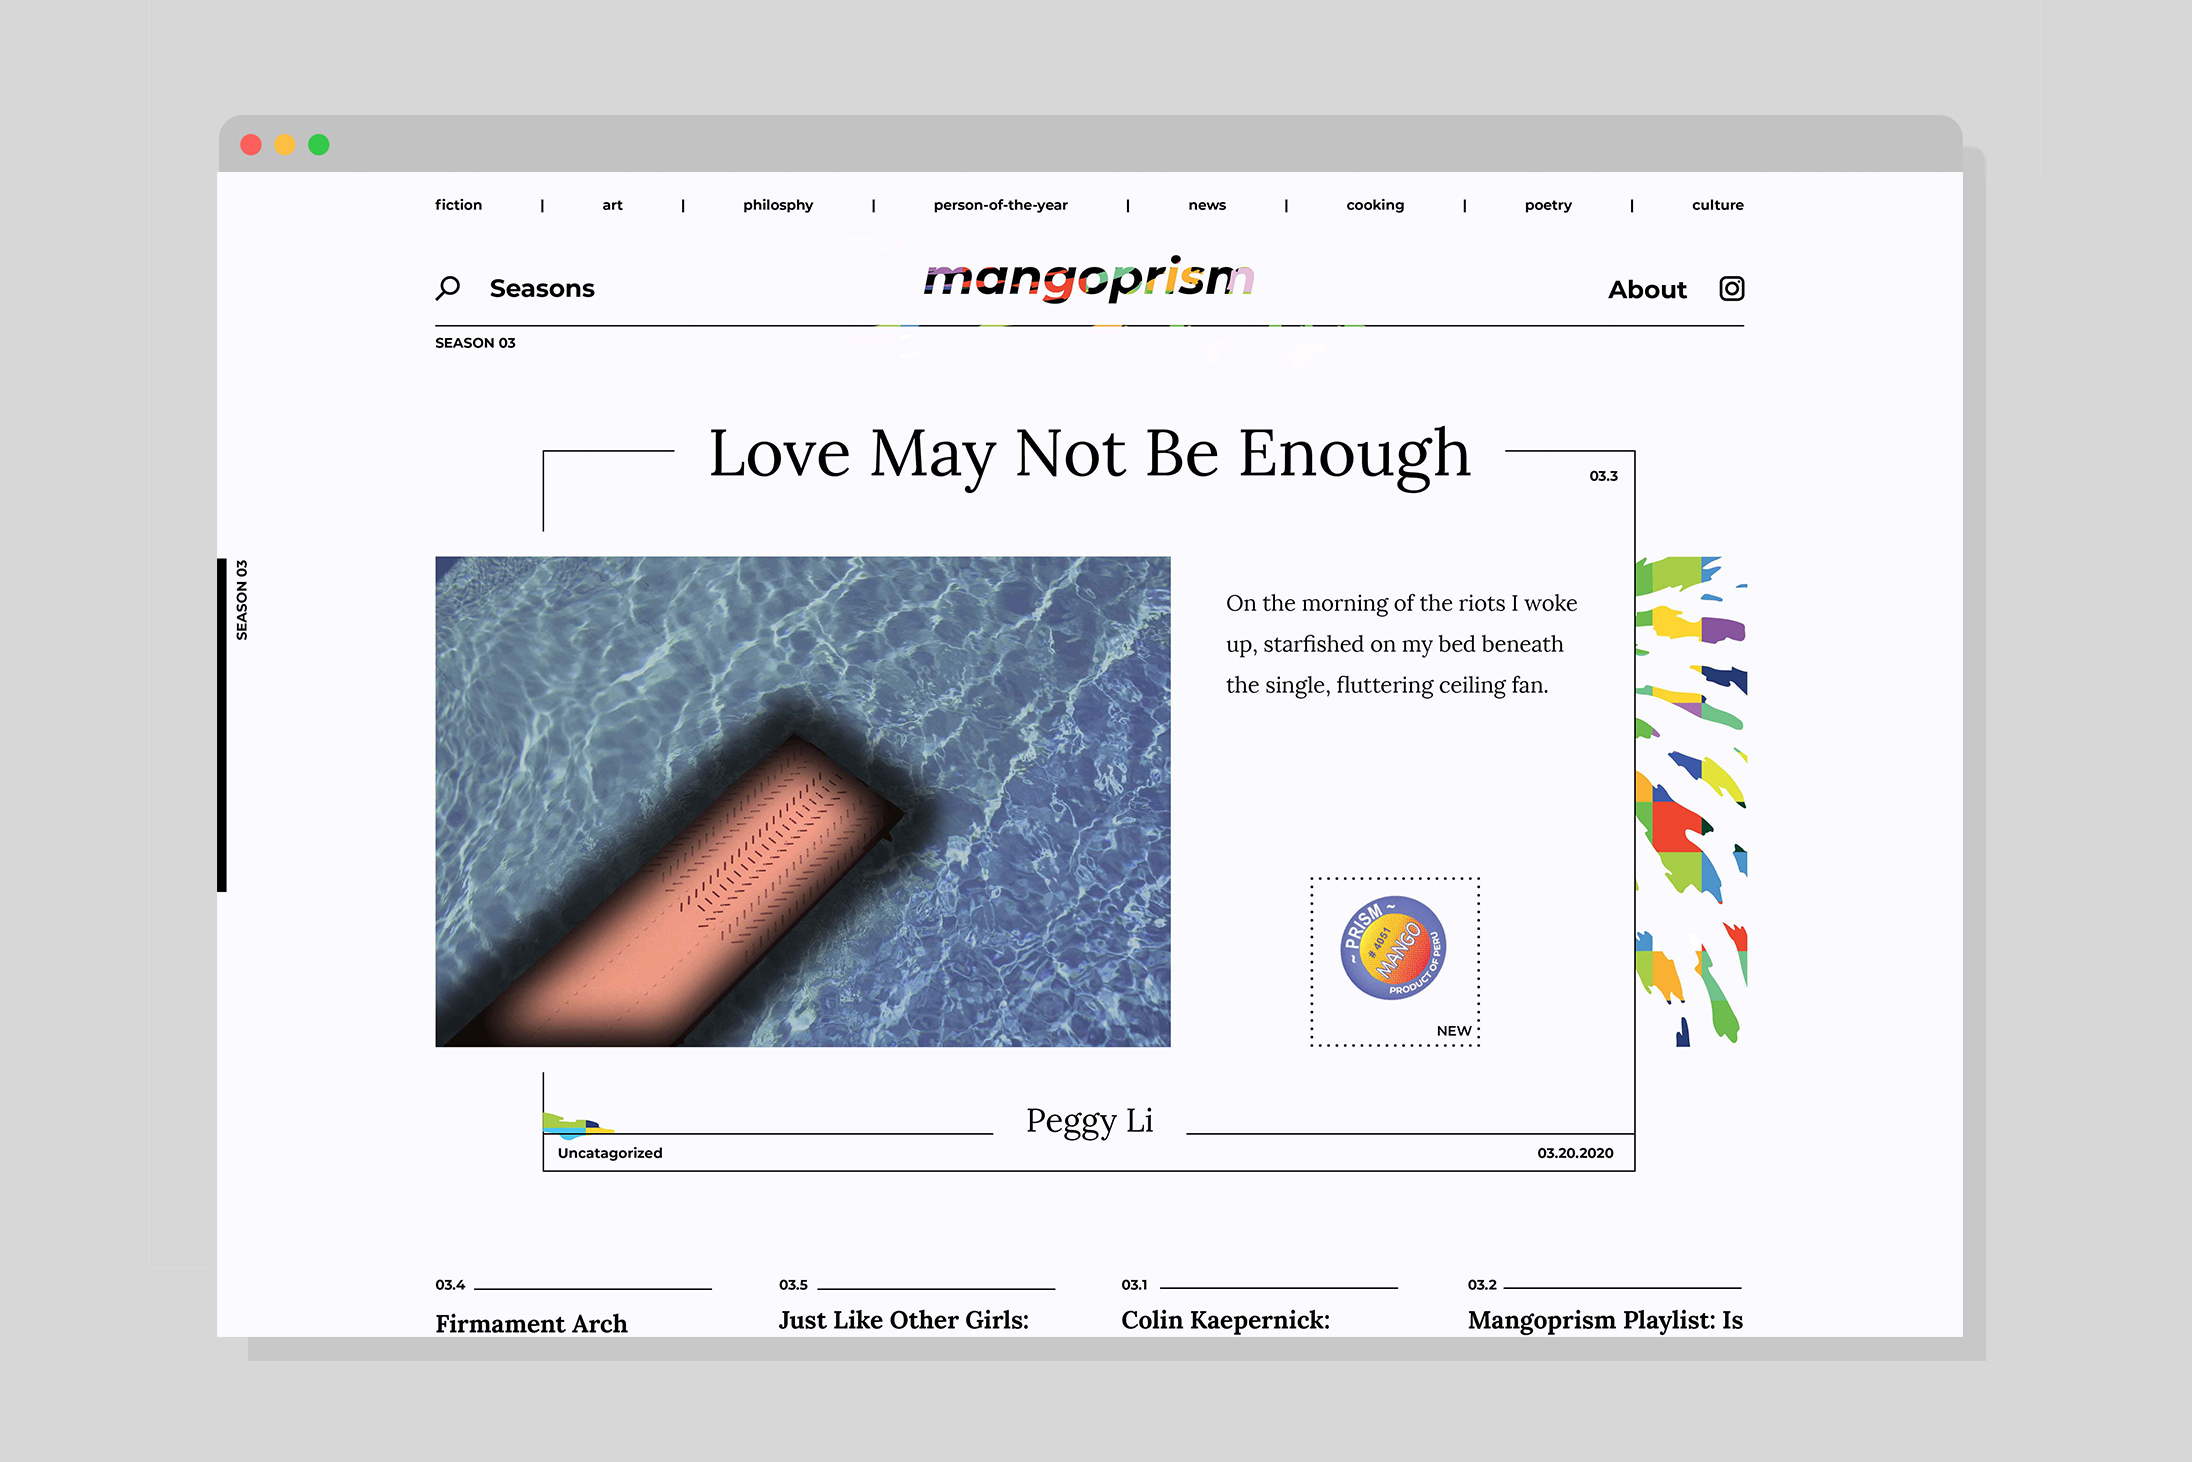 fiction | art | philosphy | person-of-the-year | news | cooking | poetry | culture
Seasons
mangoprism
About
SEASON 03
Love May Not Be Enough
03.3
SEASON 03
On the morning of the riots I woke
up, starfished on my bed beneath
the single, fluttering ceiling fan.
~ PRISM ~
# 4051
MANGO
PRODUCT OF PERU
NEW
Peggy Li
Uncatagorized
03.20.2020
03.4
Firmament Arch
03.5
Just Like Other Girls:
03.1
Colin Kaepernick:
03.2
Mangoprism Playlist: Is